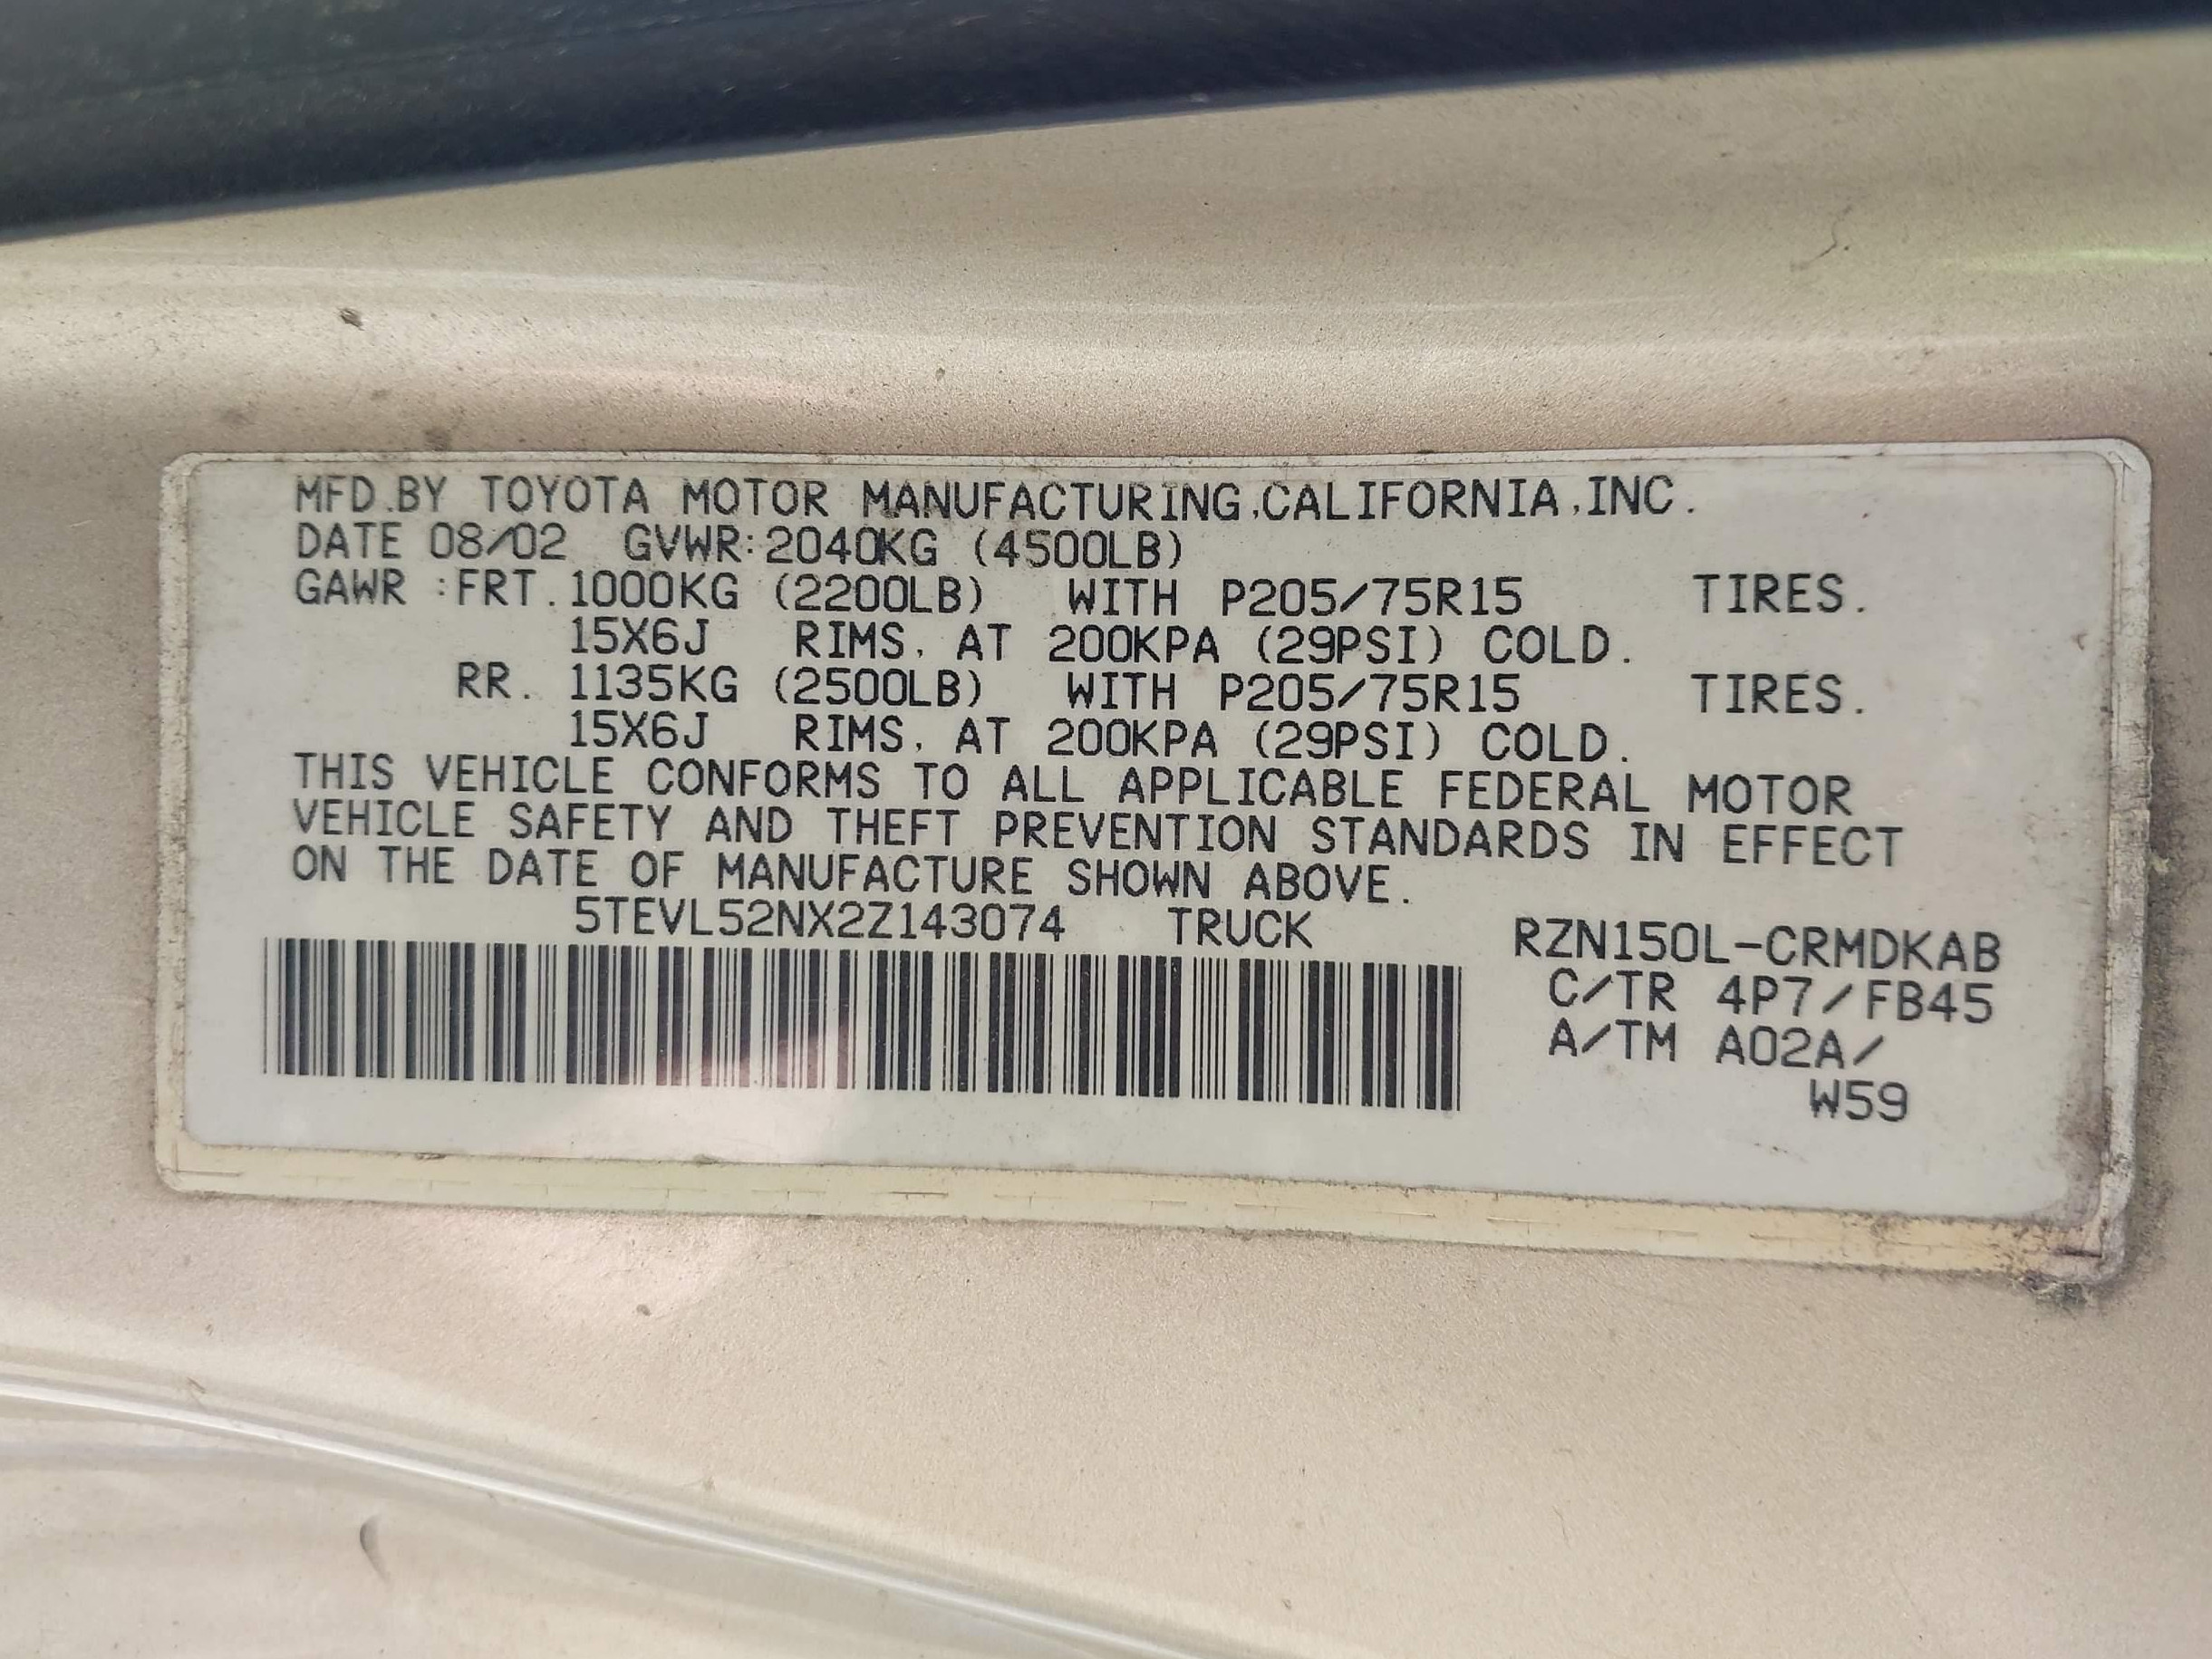 MFD.BY TOYOTA MOTOR MANUFACTURING,CALIFORNIA,INC.
DATE 08/02 GVWR:2040KG (4500LB)
GAWR :FRT. 1000KG (2200LB) WITH P205/75R15 TIRES.
15X6J RIMS, AT 200KPA (29PSI) COLD.
RR. 1135KG (2500LB) WITH P205/75R15 TIRES.
15X6J RIMS, AT 200KPA (29PSI) COLD.
THIS VEHICLE CONFORMS TO ALL APPLICABLE FEDERAL MOTOR
VEHICLE SAFETY AND THEFT PREVENTION STANDARDS IN EFFECT
ON THE DATE OF MANUFACTURE SHOWN ABOVE.
5TEVL52NX2Z143074 TRUCK
RZN150L-CRMDKAB
C/TR 4P7/FB45
A/TM A02A/
W59